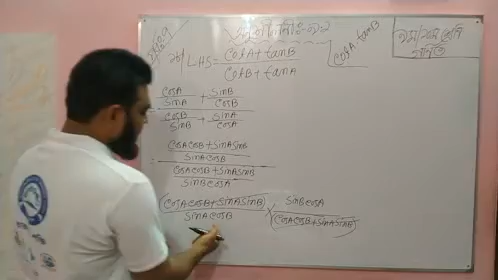 ২৮/ LHS = CotA + tanB / CotB + tanA
CotA·tanB
CosA/SinA + SinB/CosB
CosB/SinB + SinA/CosA
= CosACosB + SinASinB / SinACosB
CosACosB + SinASinB / SinBCosA
(CosACosB + SinASinB) / SinACosB × SinBCosA / (CosACosB + SinASinB)